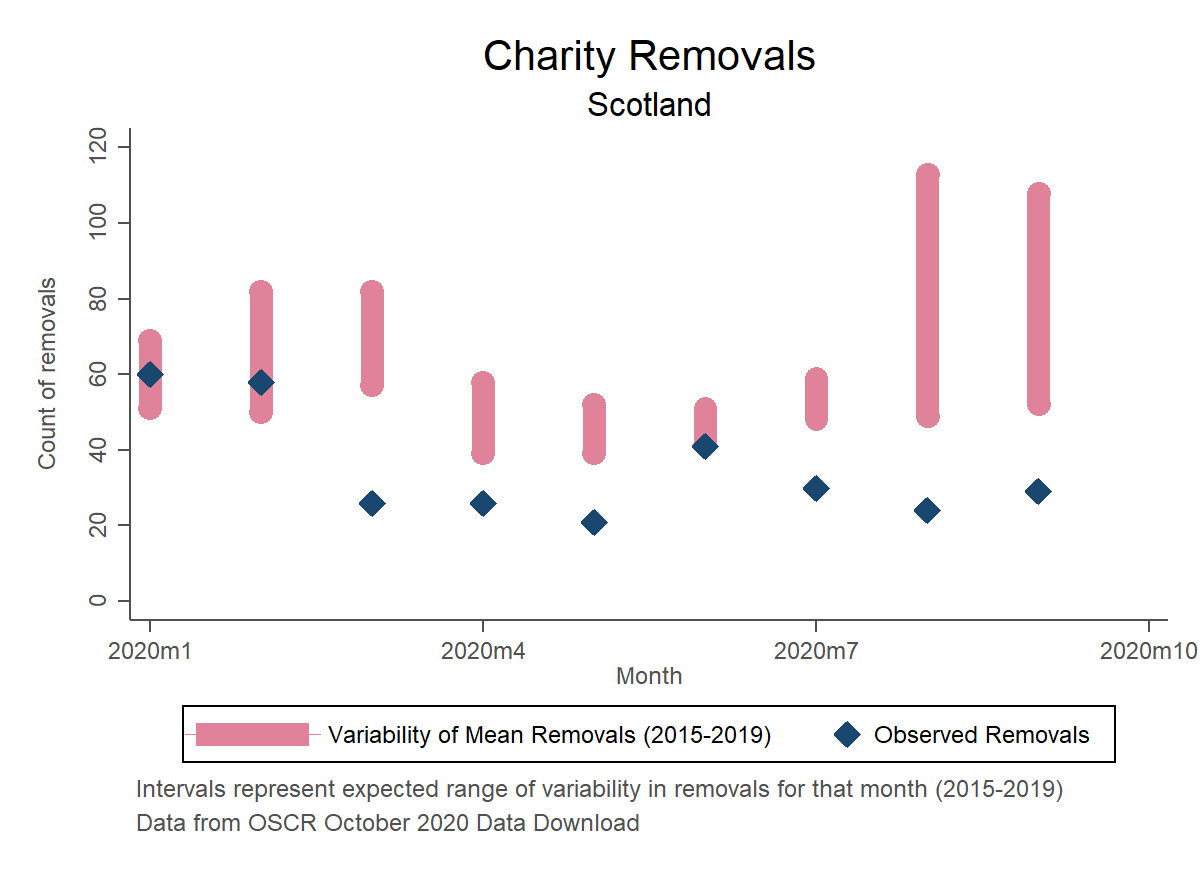 Charity Removals
Scotland
Count of removals
120
100
80
60
40
20
0
2020m1 2020m4 2020m7 2020m10
Month
Variability of Mean Removals (2015-2019) Observed Removals
Intervals represent expected range of variability in removals for that month (2015-2019)
Data from OSCR October 2020 Data Download